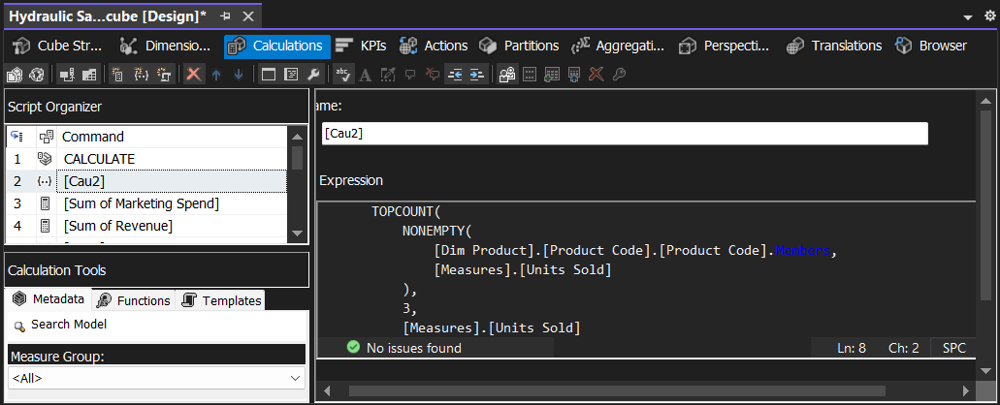 Hydraulic Sa...cube [Design]*
Cube Str...
Dimensio...
Calculations
KPIs
Actions
Partitions
Aggregati...
Perspecti...
Translations
Browser
Script Organizer
Command
1 CALCULATE
2 [Cau2]
3 [Sum of Marketing Spend]
4 [Sum of Revenue]
Calculation Tools
Metadata
Functions
Templates
Search Model
Measure Group:
<All>
ame:
[Cau2]
Expression
TOPCOUNT(
NONEMPTY(
[Dim Product].[Product Code].[Product Code].Members,
[Measures].[Units Sold]
),
3,
[Measures].[Units Sold]
No issues found
Ln: 8 Ch: 2 SPC